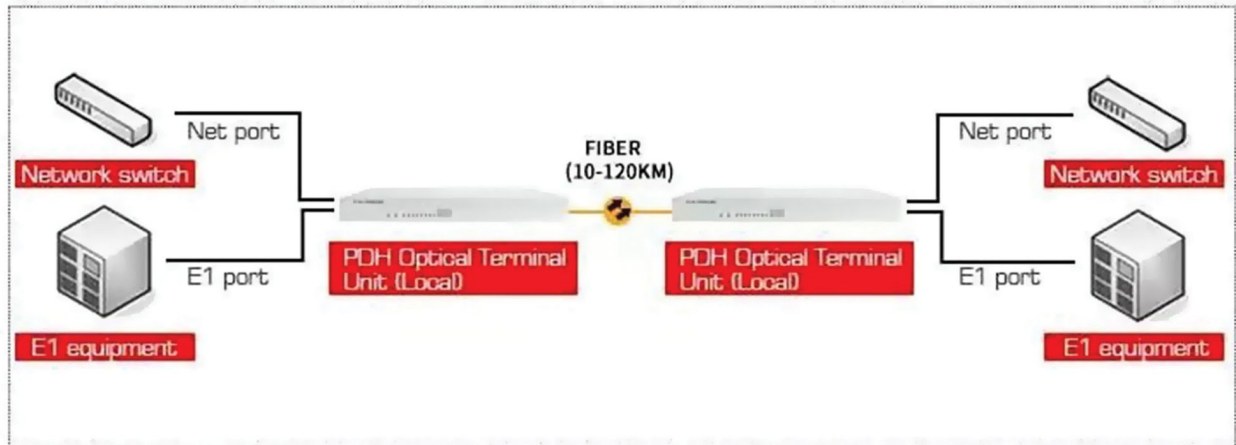 Net port
Network switch
E1 port
E1 equipment
FIBER
(10-120KM)
PDH Optical Terminal
Unit (Local)
PDH Optical Terminal
Unit (Local)
Net port
Network switch
E1 port
E1 equipment